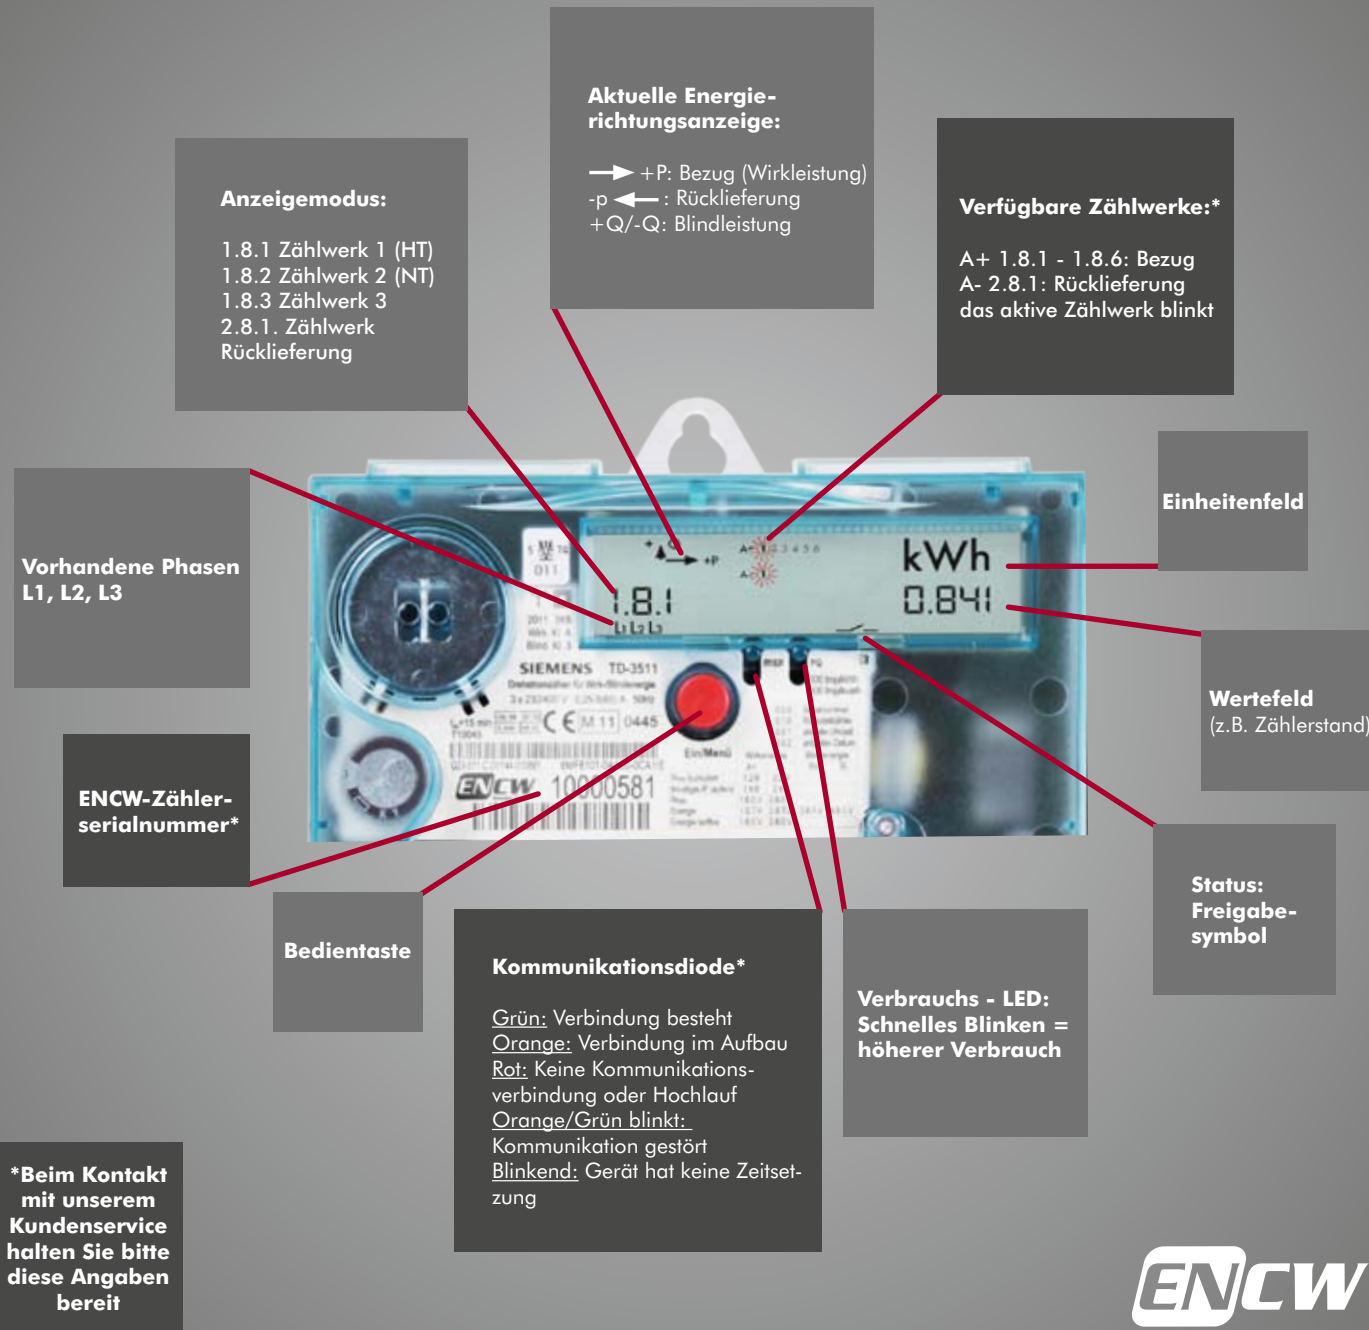 Aktuelle Energie-
richtungsanzeige:
+P: Bezug (Wirkleistung)
-p : Rücklieferung
+Q/-Q: Blindleistung
Anzeigemodus:
1.8.1 Zählwerk 1 (HT)
1.8.2 Zählwerk 2 (NT)
1.8.3 Zählwerk 3
2.8.1. Zählwerk
Rücklieferung
Verfügbare Zählwerke:*
A+ 1.8.1 - 1.8.6: Bezug
A- 2.8.1: Rücklieferung
das aktive Zählwerk blinkt
Einheitenfeld
Vorhandene Phasen
L1, L2, L3
+P
kWh
1.8.1
0.841
L1 L2 L3
SIEMENS TD-3511
CE M 11 0445
Ein/Menü
ENCW 10000581
Wertefeld
(z.B. Zählerstand)
ENCW-Zähler-
serialnummer*
Bedientaste
Kommunikationsdiode*
Grün: Verbindung besteht
Orange: Verbindung im Aufbau
Rot: Keine Kommunikations-
verbindung oder Hochlauf
Orange/Grün blinkt:
Kommunikation gestört
Blinkend: Gerät hat keine Zeitset-
zung
Verbrauchs - LED:
Schnelles Blinken =
höherer Verbrauch
Status:
Freigabe-
symbol
*Beim Kontakt
mit unserem
Kundenservice
halten Sie bitte
diese Angaben
bereit
ENCW